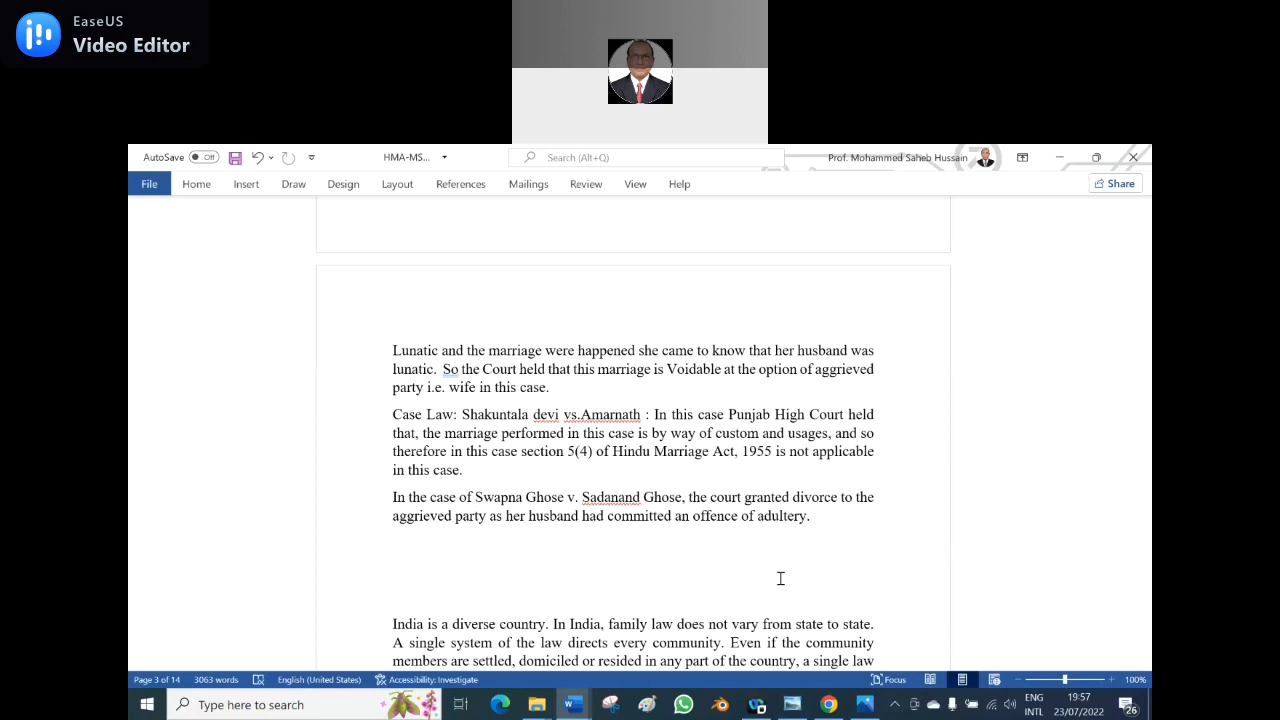 EaseUS
Video Editor
AutoSave Off HMA-MS... Search (Alt+Q) Prof. Mohammed Saheb Hussain
File Home Insert Draw Design Layout References Mailings Review View Help Share
Lunatic and the marriage were happened she came to know that her husband was
lunatic. So the Court held that this marriage is Voidable at the option of aggrieved
party i.e. wife in this case.
Case Law: Shakuntala devi vs.Amarnath : In this case Punjab High Court held
that, the marriage performed in this case is by way of custom and usages, and so
therefore in this case section 5(4) of Hindu Marriage Act, 1955 is not applicable
in this case.
In the case of Swapna Ghose v. Sadanand Ghose, the court granted divorce to the
aggrieved party as her husband had committed an offence of adultery.
India is a diverse country. In India, family law does not vary from state to state.
A single system of the law directs every community. Even if the community
members are settled, domiciled or resided in any part of the country, a single law
Page 3 of 14 3063 words English (United States) Accessibility: Investigate Focus 100%
Type here to search ENG 19:57
INTL 23/07/2022 26